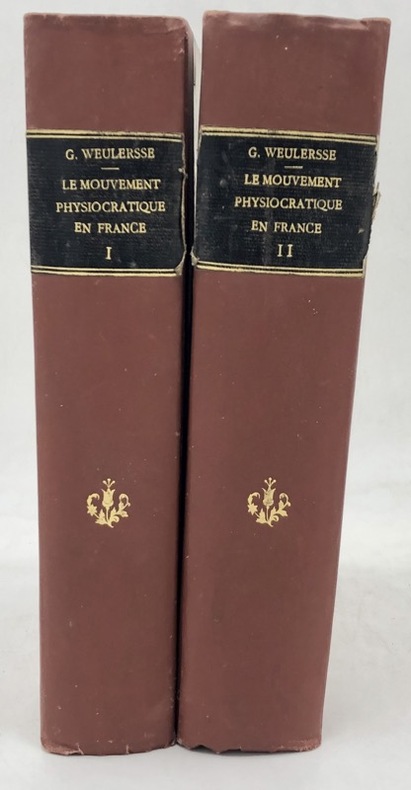 G. WEULERSSE
LE MOUVEMENT
PHYSIOCRATIQUE
EN FRANCE
I
G. WEULERSSE
LE MOUVEMENT
PHYSIOCRATIQUE
EN FRANCE
II